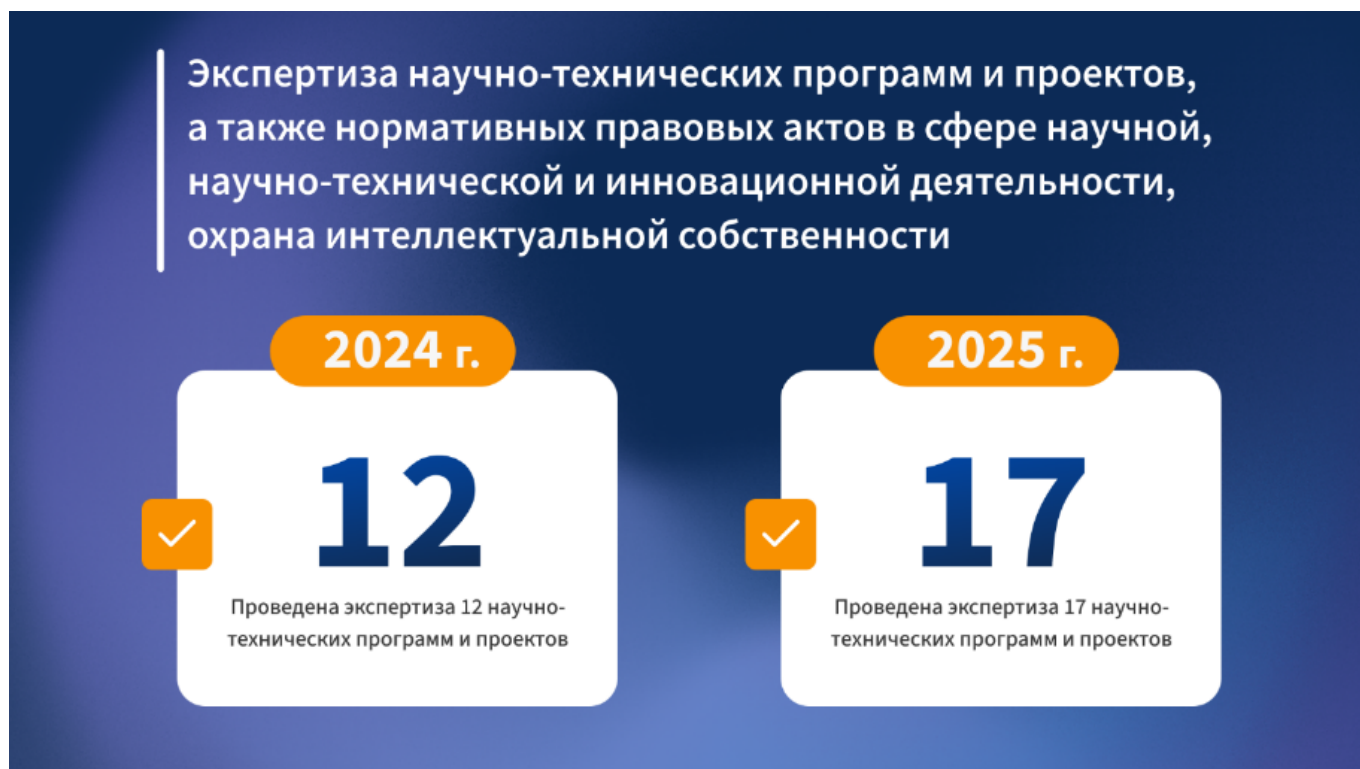 Экспертиза научно-технических программ и проектов,
а также нормативных правовых актов в сфере научной,
научно-технической и инновационной деятельности,
охрана интеллектуальной собственности
2024 г.
12
Проведена экспертиза 12 научно-
технических программ и проектов
2025 г.
17
Проведена экспертиза 17 научно-
технических программ и проектов